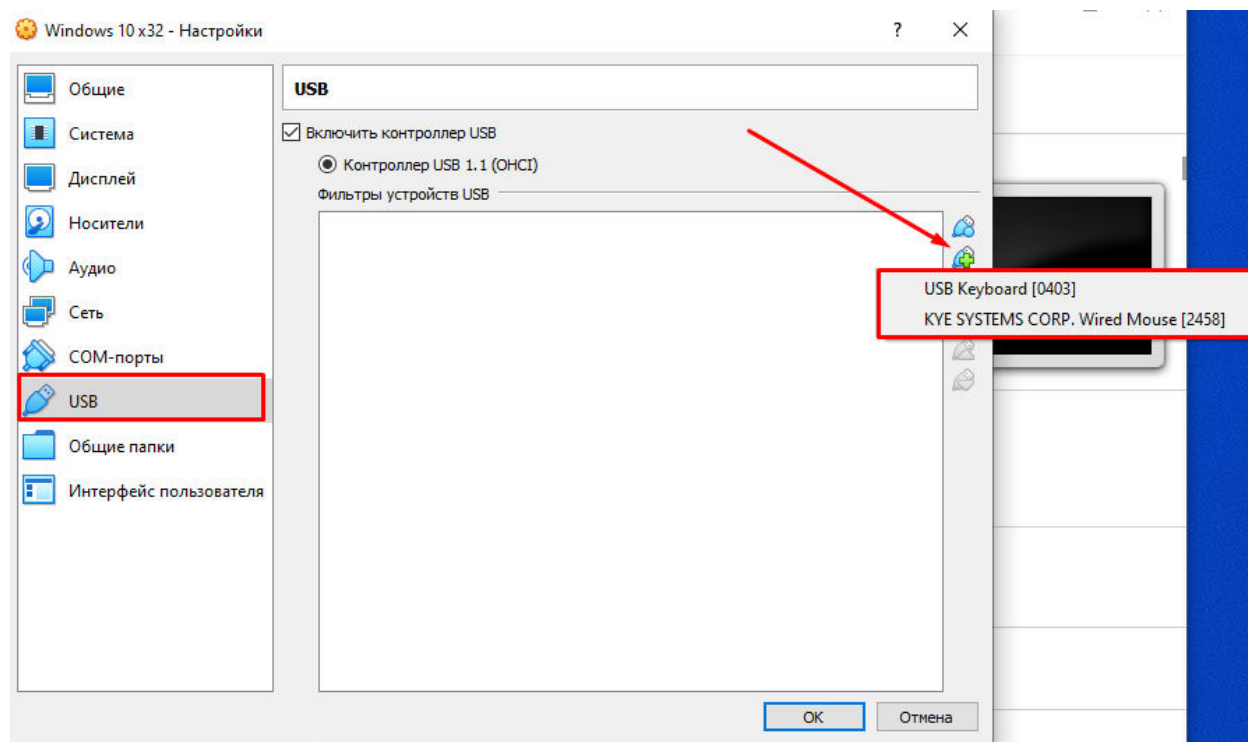 Windows 10 x32 - Настройки
?
Общие
Система
Дисплей
Носители
Аудио
Сеть
COM-порты
USB
Общие папки
Интерфейс пользователя
USB
Включить контроллер USB
Контроллер USB 1.1 (OHCI)
Фильтры устройств USB
USB Keyboard [0403]
KYE SYSTEMS CORP. Wired Mouse [2458]
OK
Отмена